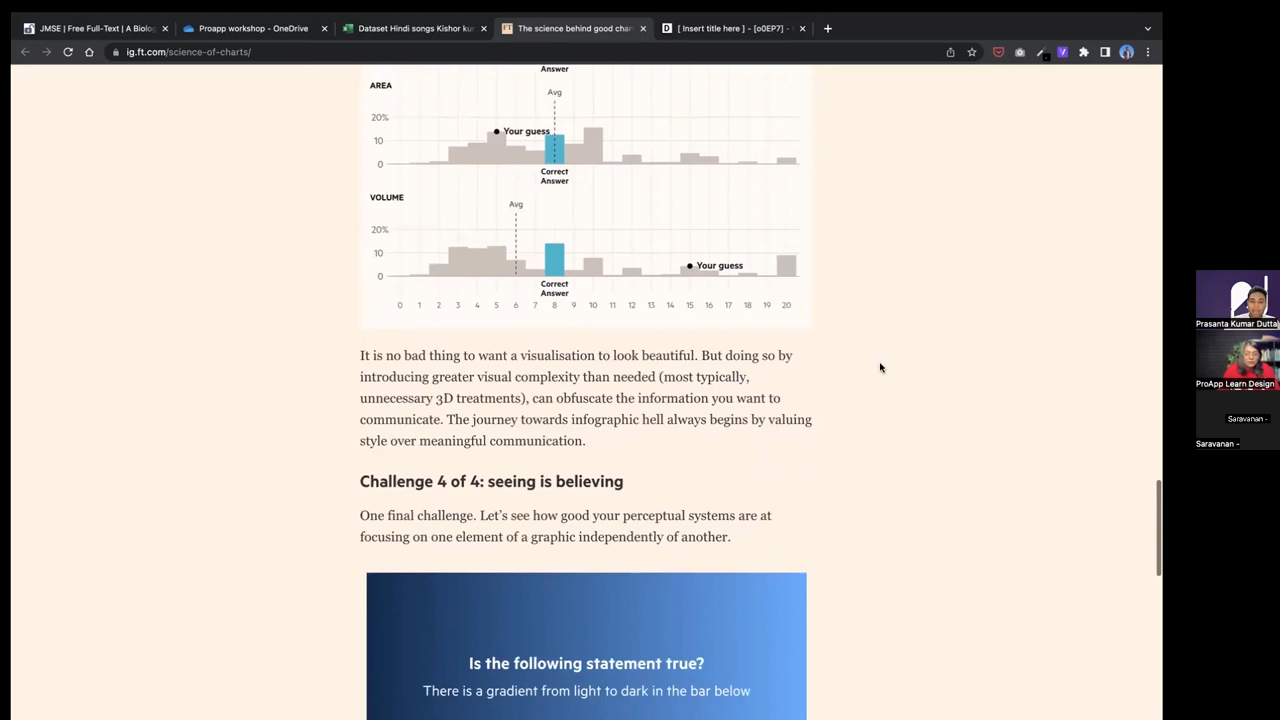 JMSE | Free Full-Text | A Biolog
Proapp workshop - OneDrive
Dataset Hindi songs Kishor kum
The science behind good char
[ Insert title here ] - [o0EP7] -
ig.ft.com/science-of-charts/
Answer
AREA
Avg
20%
Your guess
10
0
Correct
Answer
VOLUME
Avg
20%
10
Your guess
0
Correct
Answer
0 1 2 3 4 5 6 7 8 9 10 11 12 13 14 15 16 17 18 19 20
It is no bad thing to want a visualisation to look beautiful. But doing so by
introducing greater visual complexity than needed (most typically,
unnecessary 3D treatments), can obfuscate the information you want to
communicate. The journey towards infographic hell always begins by valuing
style over meaningful communication.
Challenge 4 of 4: seeing is believing
One final challenge. Let's see how good your perceptual systems are at
focusing on one element of a graphic independently of another.
Is the following statement true?
There is a gradient from light to dark in the bar below
Prasanta Kumar Dutta
ProApp Learn Design
Saravanan -
Saravanan -